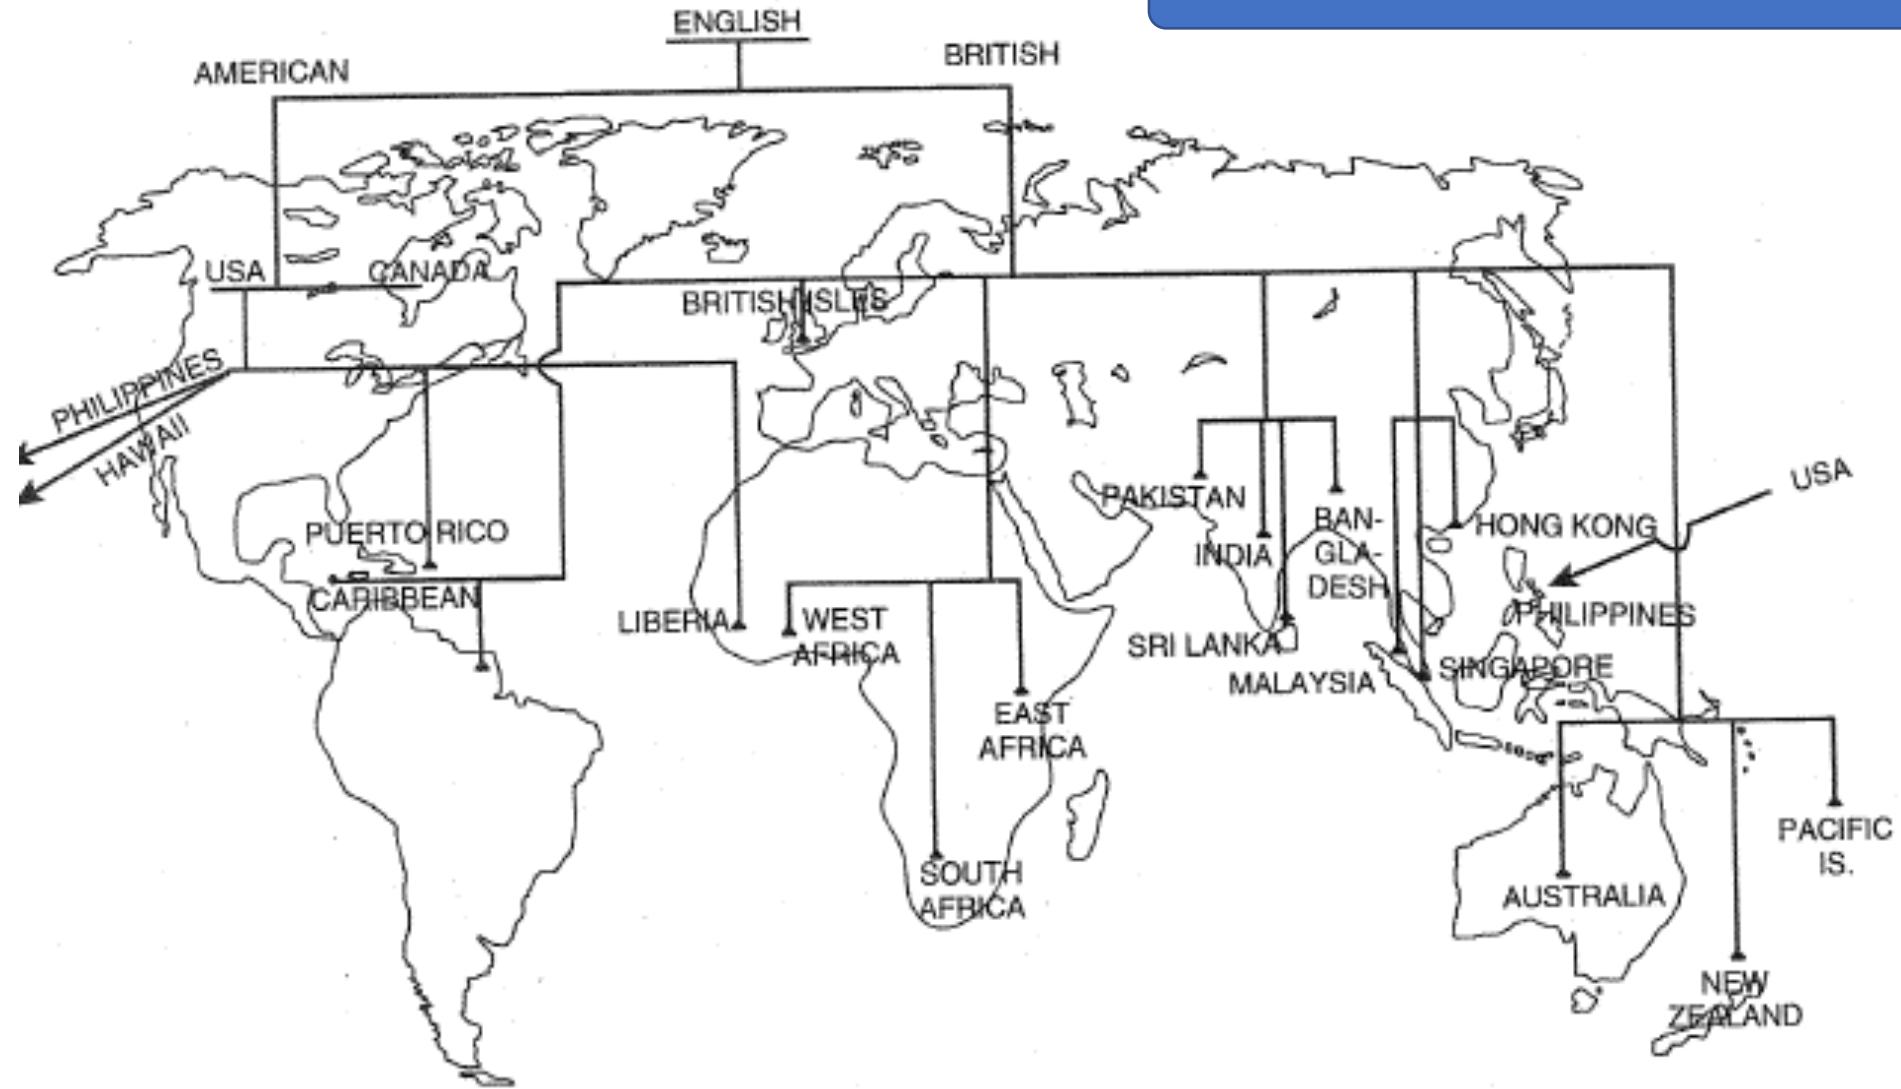 ENGLISH
AMERICAN
BRITISH
USA
CANADA
BRITISH ISLES
PHILIPPINES
HAWAII
PUERTO RICO
CARIBBEAN
LIBERIA
WEST
AFRICA
EAST
AFRICA
SOUTH
AFRICA
PAKISTAN
INDIA
BAN-
GLA-
DESH
SRI LANKA
MALAYSIA
SINGAPORE
HONG KONG
USA
PHILIPPINES
AUSTRALIA
NEW
ZEALAND
PACIFIC
IS.